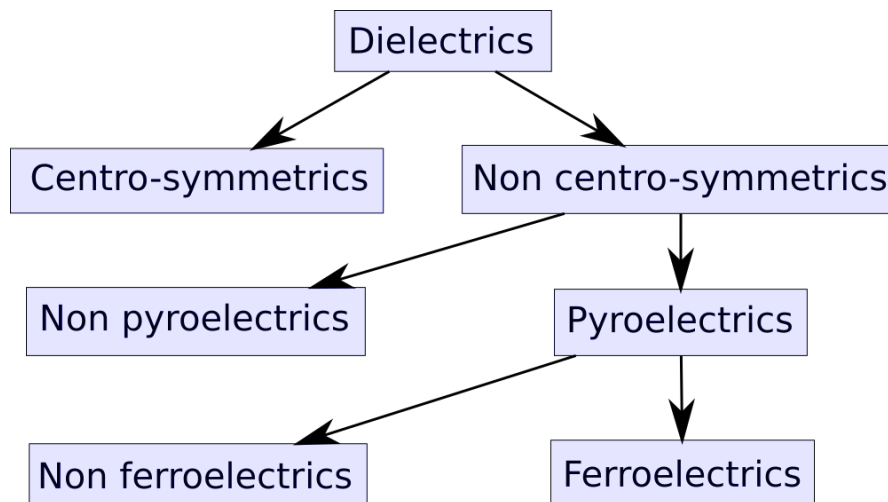 Dielectrics
Centro-symmetrics
Non centro-symmetrics
Non pyroelectrics
Pyroelectrics
Non ferroelectrics
Ferroelectrics